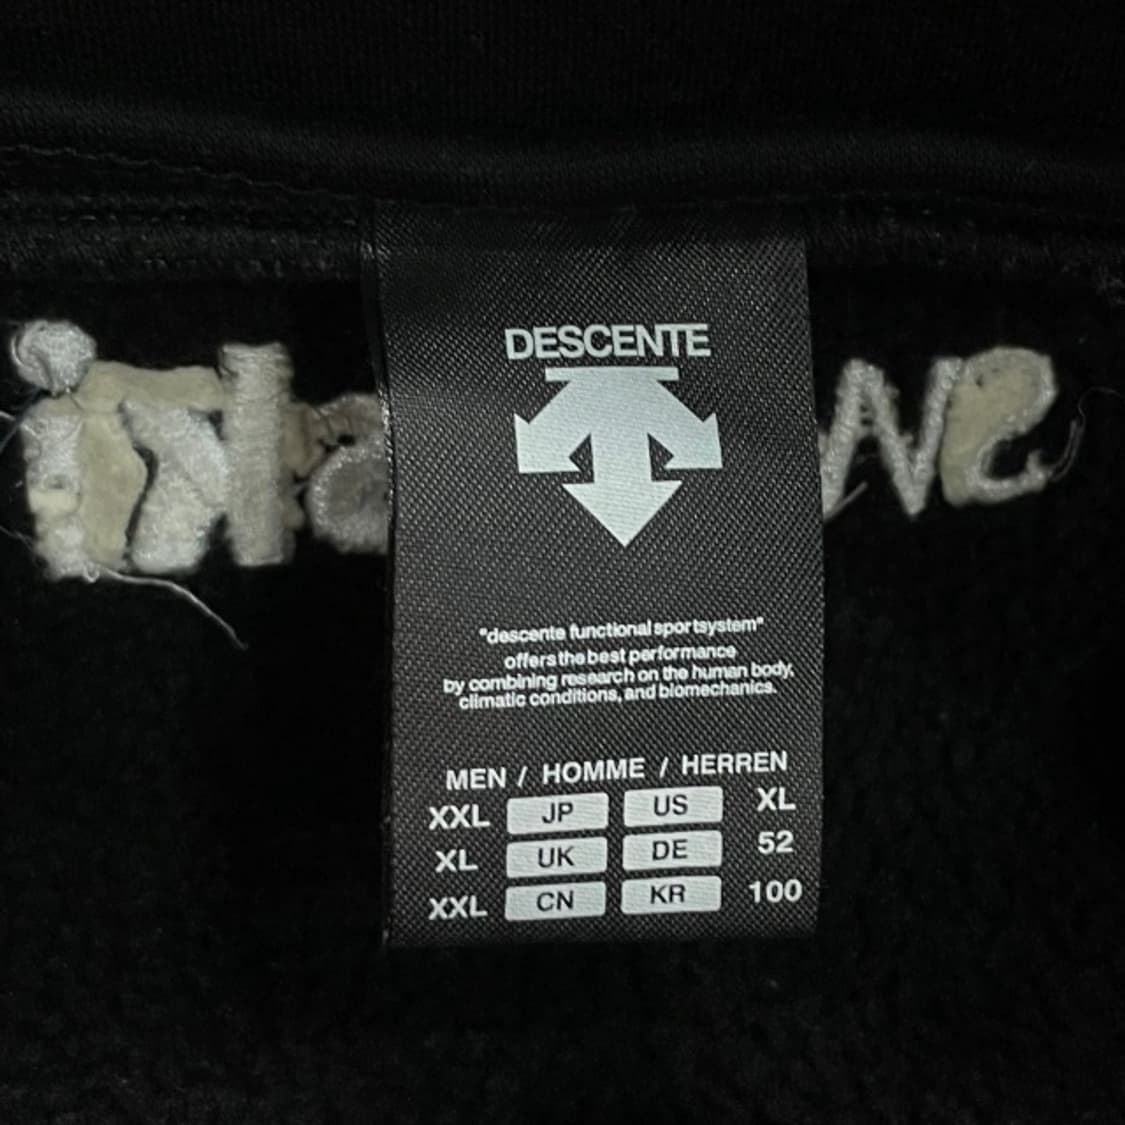 DESCENTE
"descente functional sportsystem"
offers the best performance
by combining research on the human body,
climatic conditions, and biomechanics.
MEN / HOMME / HERREN
XXL JP US XL
XL UK DE 52
XXL CN KR 100